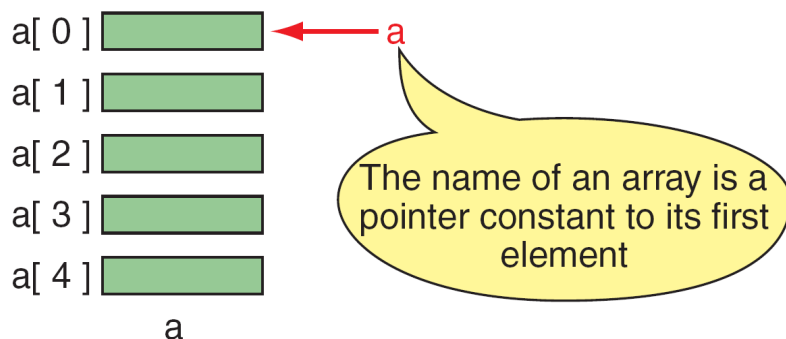 a[ 0 ]
a
a[ 1 ]
a[ 2 ]
a[ 3 ]
a[ 4 ]
a
The name of an array is a
pointer constant to its first
element